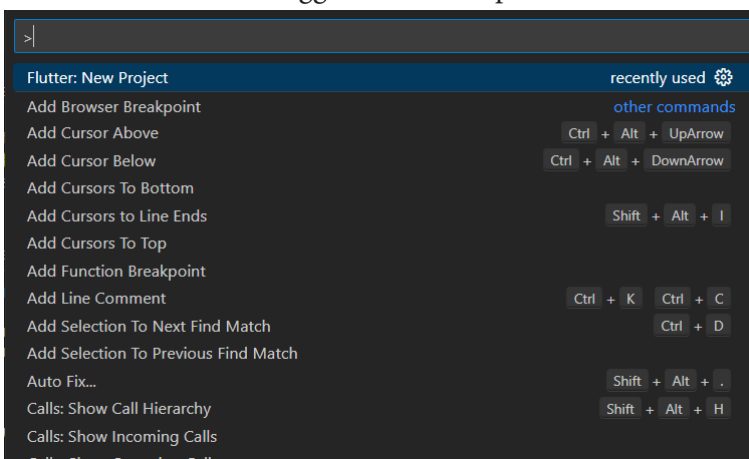 >
Flutter: New Project recently used
Add Browser Breakpoint other commands
Add Cursor Above Ctrl + Alt + UpArrow
Add Cursor Below Ctrl + Alt + DownArrow
Add Cursors To Bottom
Add Cursors to Line Ends Shift + Alt + I
Add Cursors To Top
Add Function Breakpoint
Add Line Comment Ctrl + K Ctrl + C
Add Selection To Next Find Match Ctrl + D
Add Selection To Previous Find Match
Auto Fix... Shift + Alt + .
Calls: Show Call Hierarchy Shift + Alt + H
Calls: Show Incoming Calls